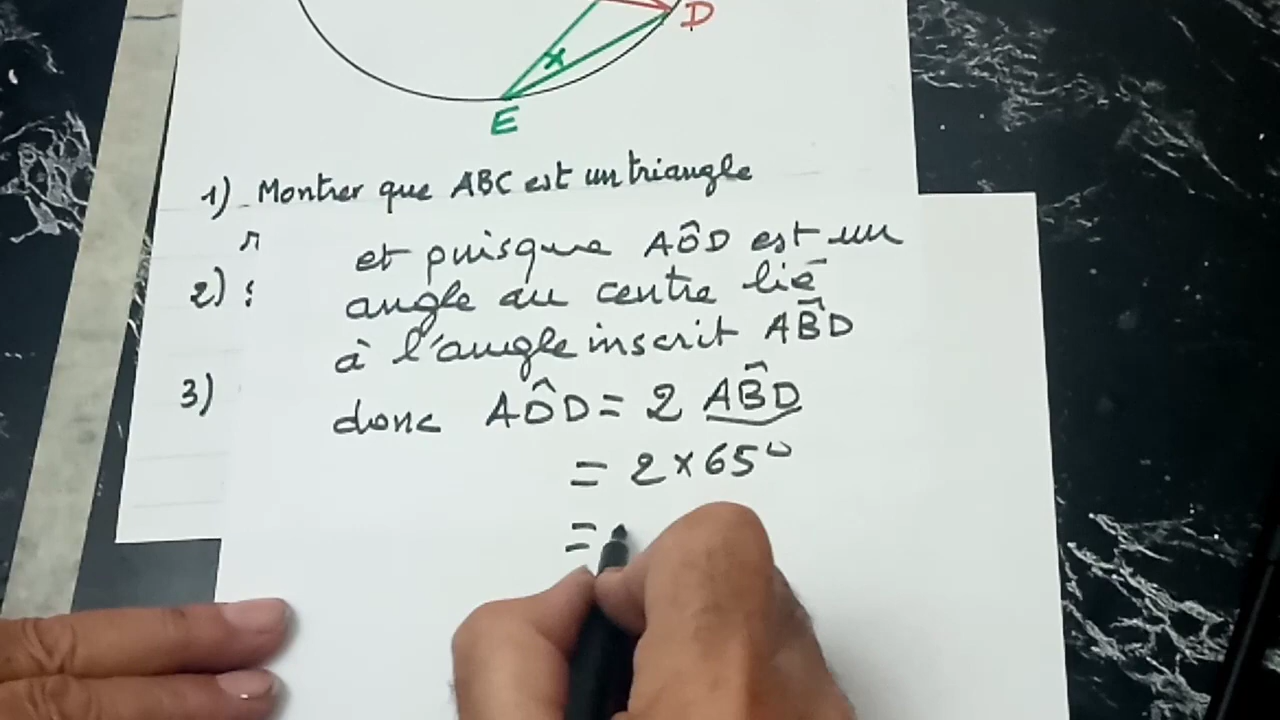 D
x
E
1) Montrer que ABC est un triangle
et puisque AÔD est un
2)
angle au centre lié
à l'angle inscrit AB̂D
3)
donc AÔD = 2 AB̂D
= 2 × 65°
=